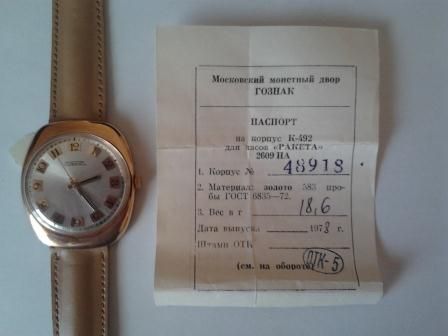 Московский монетный двор
ГОЗНАК
ПАСПОРТ
на корпус К-492
для часов «РАКЕТА»
2609 НА
1. Корпус № 48918
2. Материал: золото 583 про-
бы ГОСТ 6835—72.
3. Вес в г 18,6
Дата выпуска 1978 г.
Штамп ОТК
(см. на обороте)
ОТК-5